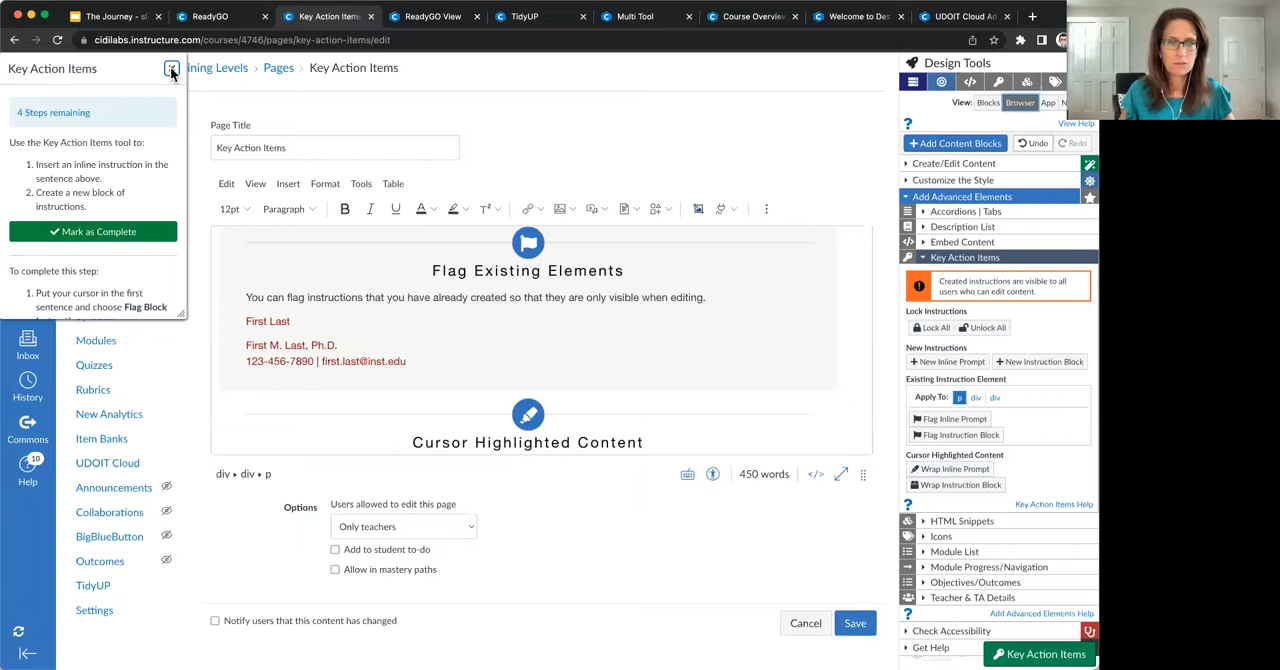 The Journey - sli
ReadyGO
Key Action Item
ReadyGO View
TidyUP
Multi Tool
Course Overview
Welcome to Des
UDOIT Cloud Ad
cidilabs.instructure.com/courses/4746/pages/key-action-items/edit
Key Action Items
4 Steps remaining
Use the Key Action Items tool to:
1. Insert an inline instruction in the
sentence above.
2. Create a new block of
instructions.
Mark as Complete
To complete this step:
1. Put your cursor in the first
sentence and choose Flag Block
ining Levels › Pages › Key Action Items
Inbox
History
Commons
10
Help
Modules
Quizzes
Rubrics
New Analytics
Item Banks
UDOIT Cloud
Announcements
Collaborations
BigBlueButton
Outcomes
TidyUP
Settings
Page Title
Key Action Items
Edit View Insert Format Tools Table
12pt Paragraph B I U A T²
Flag Existing Elements
You can flag instructions that you have already created so that they are only visible when editing.
First Last
First M. Last, Ph.D.
123-456-7890 | first.last@inst.edu
Cursor Highlighted Content
div ▸ div ▸ p
450 words </>
Options
Users allowed to edit this page
Only teachers
Add to student to-do
Allow in mastery paths
Notify users that this content has changed
Cancel Save
Design Tools
View: Blocks Browser App N
View Help
+ Add Content Blocks Undo Redo
Create/Edit Content
Customize the Style
Add Advanced Elements
Accordions | Tabs
Description List
Embed Content
Key Action Items
Created instructions are visible to all
users who can edit content.
Lock Instructions
Lock All Unlock All
New Instructions
+ New Inline Prompt + New Instruction Block
Existing Instruction Element
Apply To: p div div
Flag Inline Prompt
Flag Instruction Block
Cursor Highlighted Content
Wrap Inline Prompt
Wrap Instruction Block
Key Action Items Help
HTML Snippets
Icons
Module List
Module Progress/Navigation
Objectives/Outcomes
Teacher & TA Details
Add Advanced Elements Help
Check Accessibility
Get Help
Key Action Items